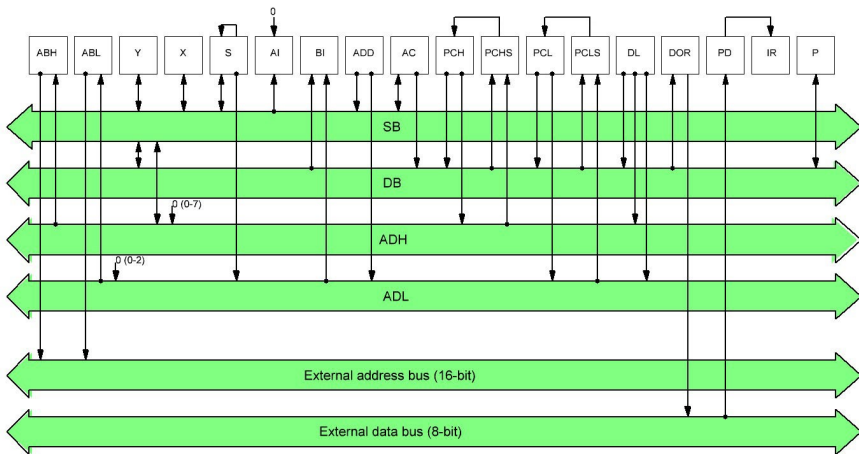 0
ABH ABL Y X S AI BI ADD AC PCH PCHS PCL PCLS DL DOR PD IR P
SB
DB
0 (0-7)
ADH
0 (0-2)
ADL
External address bus (16-bit)
External data bus (8-bit)